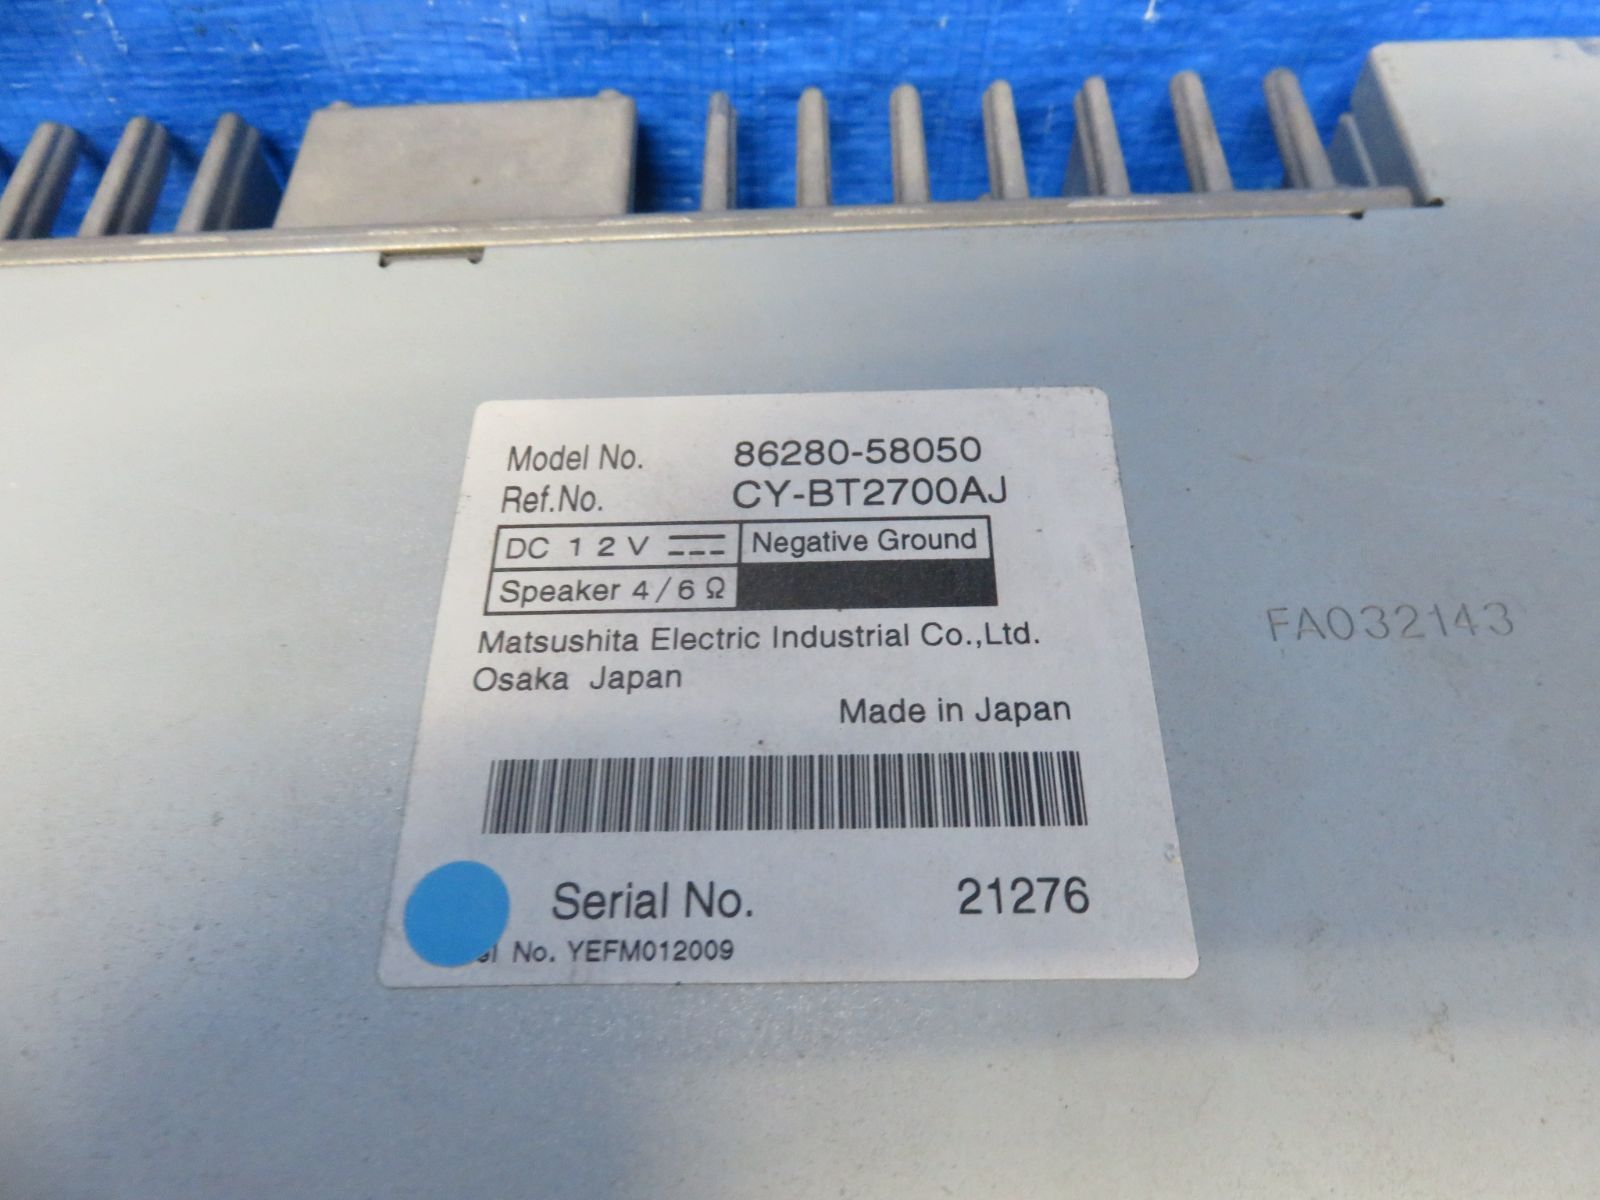 Model No. 86280-58050
Ref.No. CY-BT2700AJ
DC 12V Negative Ground
Speaker 4/6 Ω
Matsushita Electric Industrial Co.,Ltd.
Osaka Japan
Made in Japan
Serial No. 21276
No. YEFM012009
FA032143